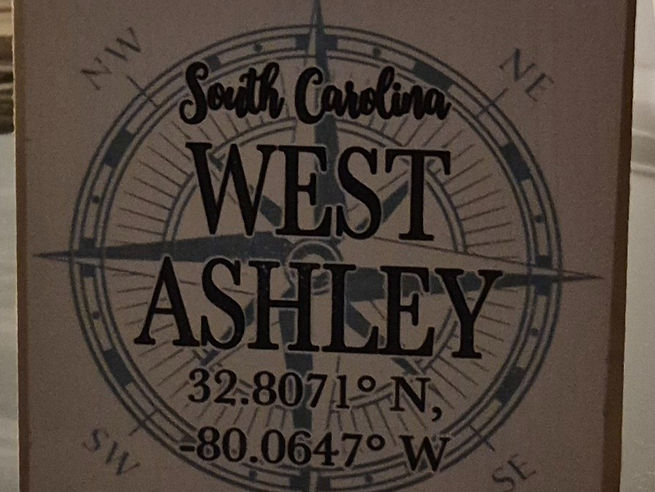 NW
NE
South Carolina
WEST
ASHLEY
32.8071° N,
-80.0647° W
SW
SE